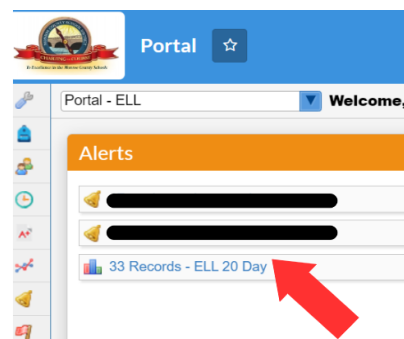 Portal
Portal - ELL
Welcome,
Alerts
33 Records - ELL 20 Day